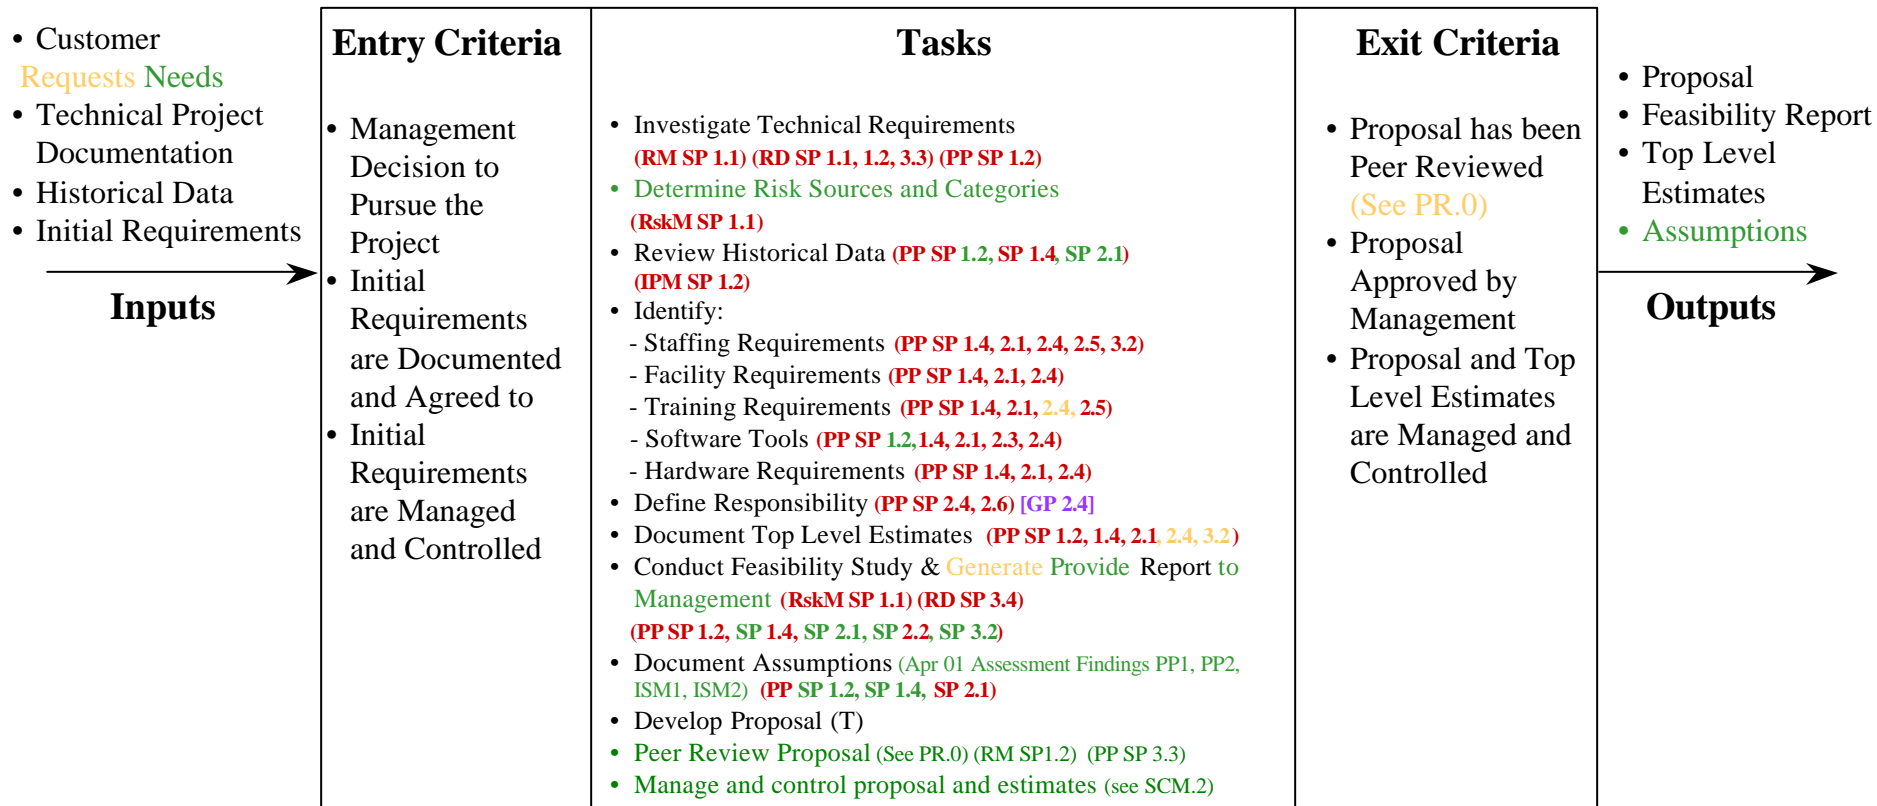 • Customer
Requests Needs
• Technical Project
Documentation
• Historical Data
• Initial Requirements
Inputs
Entry Criteria
• Management
Decision to
Pursue the
Project
• Initial
Requirements
are Documented
and Agreed to
• Initial
Requirements
are Managed
and Controlled
Tasks
• Investigate Technical Requirements
(RM SP 1.1) (RD SP 1.1, 1.2, 3.3) (PP SP 1.2)
• Determine Risk Sources and Categories
(RskM SP 1.1)
• Review Historical Data (PP SP 1.2, SP 1.4, SP 2.1)
(IPM SP 1.2)
• Identify:
- Staffing Requirements (PP SP 1.4, 2.1, 2.4, 2.5, 3.2)
- Facility Requirements (PP SP 1.4, 2.1, 2.4)
- Training Requirements (PP SP 1.4, 2.1, 2.4, 2.5)
- Software Tools (PP SP 1.2, 1.4, 2.1, 2.3, 2.4)
- Hardware Requirements (PP SP 1.4, 2.1, 2.4)
• Define Responsibility (PP SP 2.4, 2.6) [GP 2.4]
• Document Top Level Estimates (PP SP 1.2, 1.4, 2.1, 2.4, 3.2)
• Conduct Feasibility Study & Generate Provide Report to
Management (RskM SP 1.1) (RD SP 3.4)
(PP SP 1.2, SP 1.4, SP 2.1, SP 2.2, SP 3.2)
• Document Assumptions (Apr 01 Assessment Findings PP1, PP2,
ISM1, ISM2) (PP SP 1.2, SP 1.4, SP 2.1)
• Develop Proposal (T)
• Peer Review Proposal (See PR.0) (RM SP1.2) (PP SP 3.3)
• Manage and control proposal and estimates (see SCM.2)
Exit Criteria
• Proposal has been
Peer Reviewed
(See PR.0)
• Proposal
Approved by
Management
• Proposal and Top
Level Estimates
are Managed and
Controlled
• Proposal
• Feasibility Report
• Top Level
Estimates
• Assumptions
Outputs